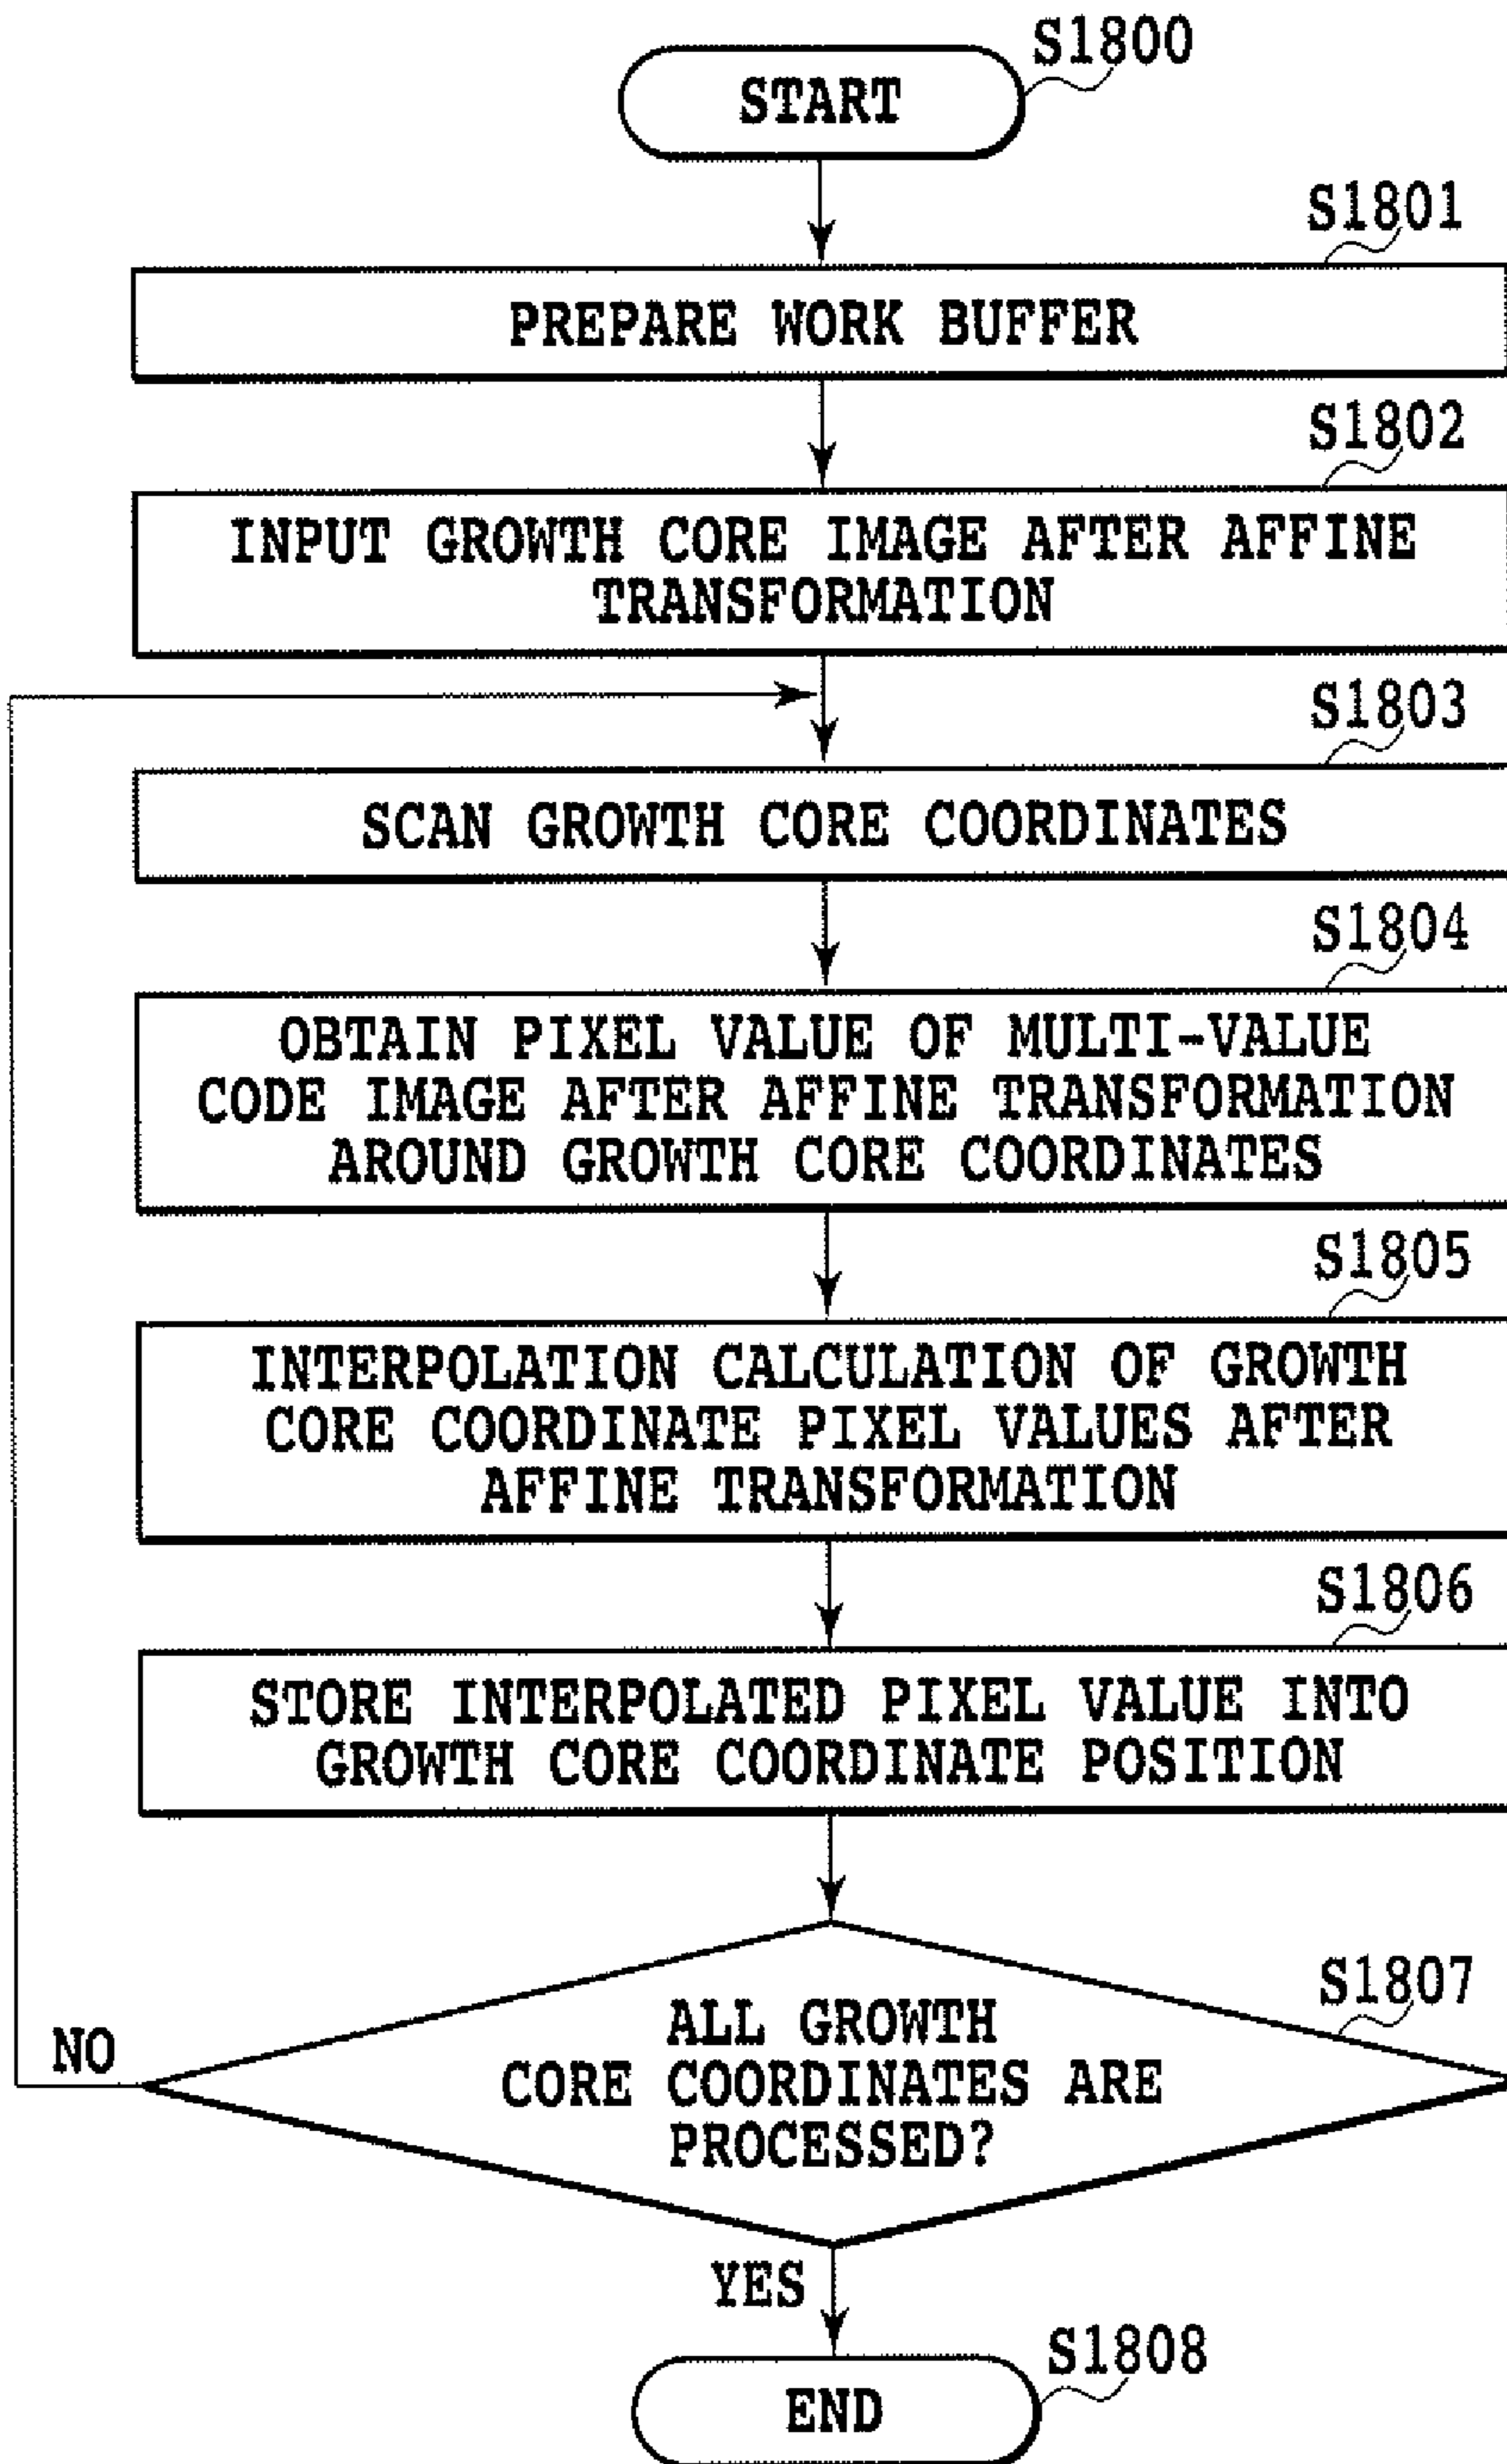 S1800
START
S1801
PREPARE WORK BUFFER
S1802
INPUT GROWTH CORE IMAGE AFTER AFFINE
TRANSFORMATION
S1803
SCAN GROWTH CORE COORDINATES
S1804
OBTAIN PIXEL VALUE OF MULTI-VALUE
CODE IMAGE AFTER AFFINE TRANSFORMATION
AROUND GROWTH CORE COORDINATES
S1805
INTERPOLATION CALCULATION OF GROWTH
CORE COORDINATE PIXEL VALUES AFTER
AFFINE TRANSFORMATION
S1806
STORE INTERPOLATED PIXEL VALUE INTO
GROWTH CORE COORDINATE POSITION
S1807
ALL GROWTH
CORE COORDINATES ARE
PROCESSED?
NO
YES
S1808
END